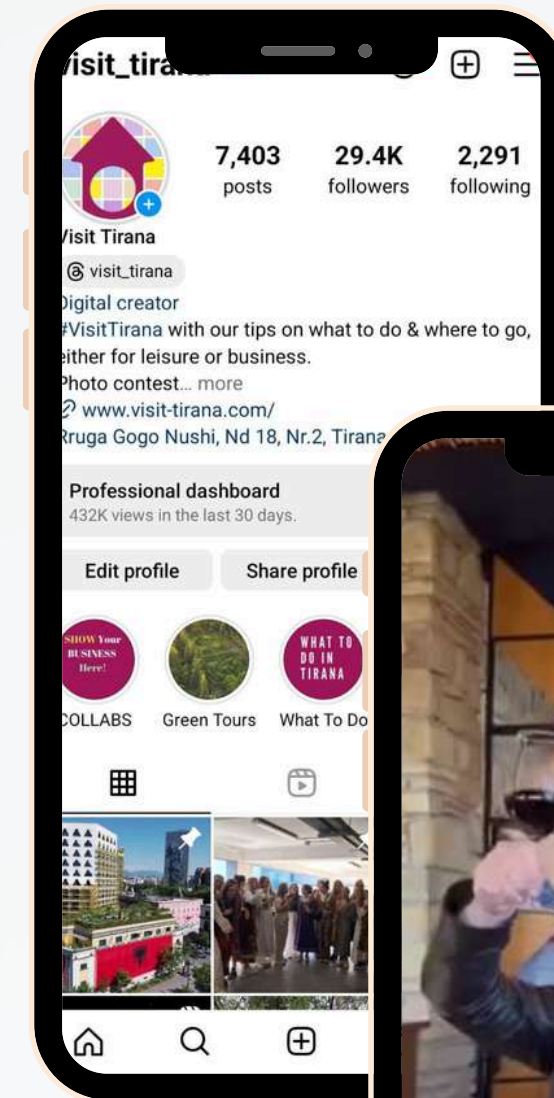 visit_tirana
7,403 29.4K 2,291
posts followers following
Visit Tirana
visit_tirana
Digital creator
#VisitTirana with our tips on what to do & where to go,
either for leisure or business.
Photo contest… more
www.visit-tirana.com/
Rruga Gogo Nushi, Nd 18, Nr.2, Tirana
Professional dashboard
432K views in the last 30 days.
Edit profile Share profile
SHOW Your
BUSINESS
Here!
WHAT TO
DO IN
TIRANA
COLLABS Green Tours What To Do